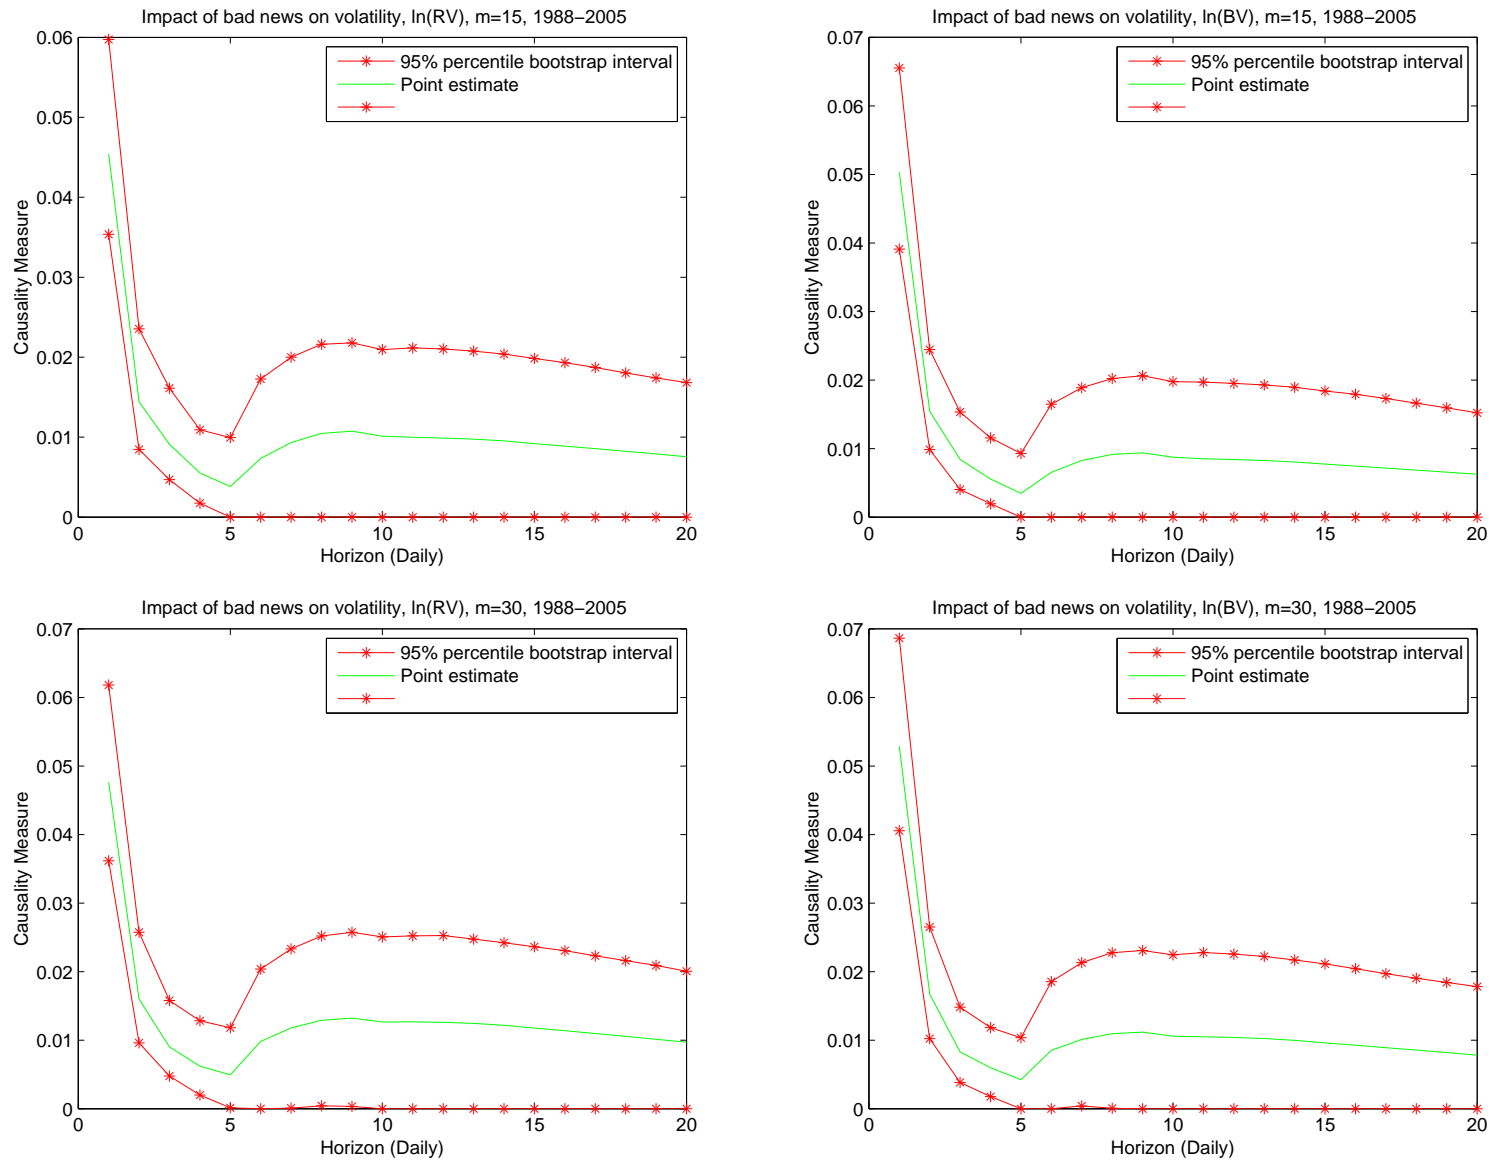 Impact of bad news on volatility, ln(RV), m=15, 1988−2005
0.06
0.05
0.04
0.03
0.02
0.01
0
Causality Measure
95% percentile bootstrap interval
Point estimate
0
5
10
15
20
Horizon (Daily)
Impact of bad news on volatility, ln(BV), m=15, 1988−2005
0.07
0.06
0.05
0.04
0.03
0.02
0.01
0
Causality Measure
95% percentile bootstrap interval
Point estimate
0
5
10
15
20
Horizon (Daily)
Impact of bad news on volatility, ln(RV), m=30, 1988−2005
0.07
0.06
0.05
0.04
0.03
0.02
0.01
0
Causality Measure
95% percentile bootstrap interval
Point estimate
0
5
10
15
20
Horizon (Daily)
Impact of bad news on volatility, ln(BV), m=30, 1988−2005
0.07
0.06
0.05
0.04
0.03
0.02
0.01
0
Causality Measure
95% percentile bootstrap interval
Point estimate
0
5
10
15
20
Horizon (Daily)